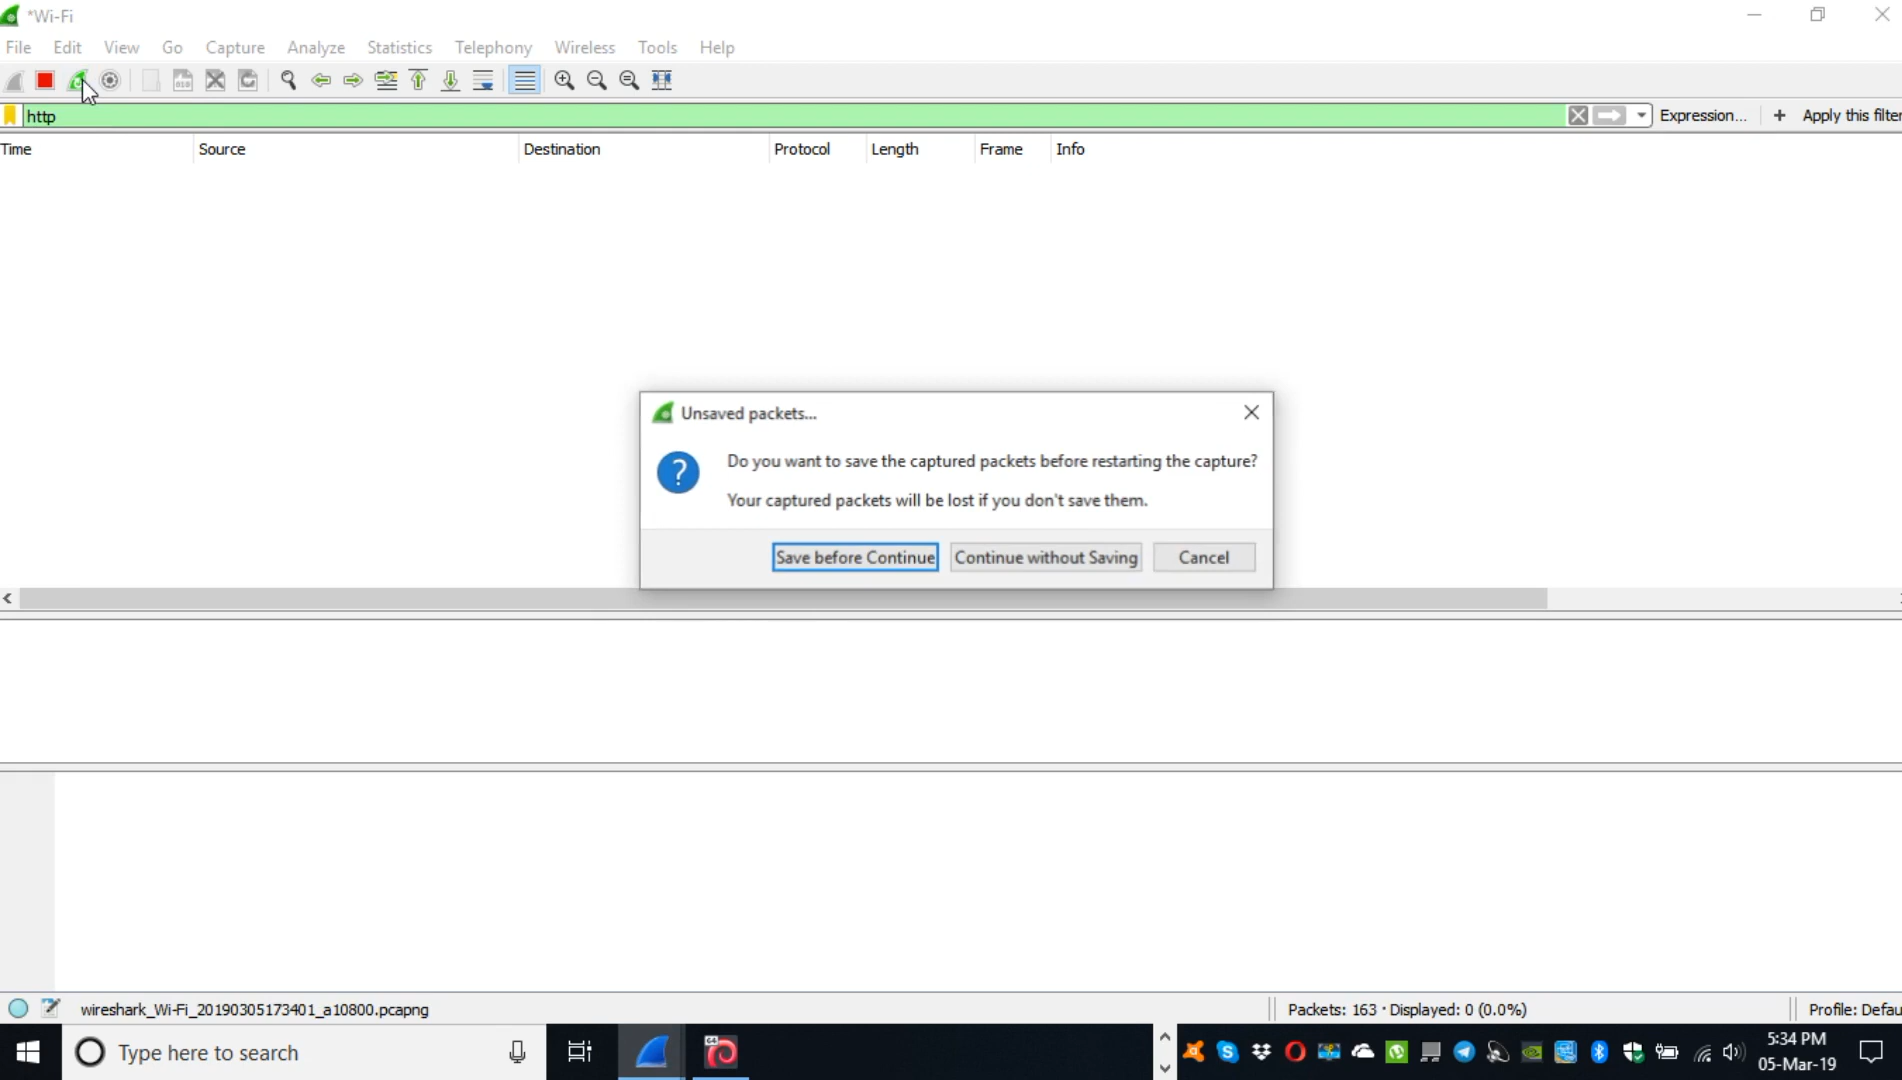 *Wi-Fi
File Edit View Go Capture Analyze Statistics Telephony Wireless Tools Help
http
Expression... + Apply this filter
Time Source Destination Protocol Length Frame Info
Unsaved packets...
?
Do you want to save the captured packets before restarting the capture?
Your captured packets will be lost if you don't save them.
Save before Continue Continue without Saving Cancel
wireshark_Wi-Fi_20190305173401_a10800.pcapng
Packets: 163 · Displayed: 0 (0.0%)
Profile: Defau
Type here to search
64
5:34 PM
05-Mar-19